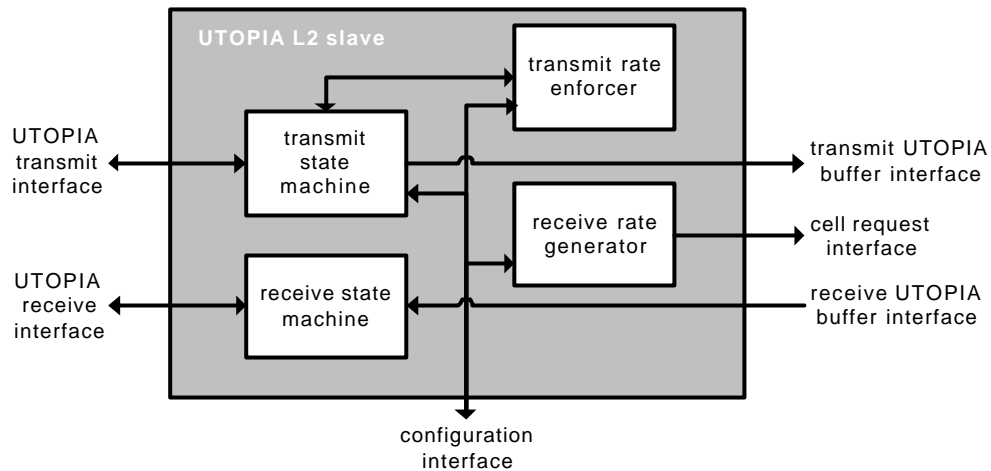 UTOPIA L2 slave
transmit rate
enforcer
UTOPIA
transmit
interface
transmit
state
machine
transmit UTOPIA
buffer interface
receive rate
generator
cell request
interface
UTOPIA
receive
interface
receive state
machine
receive UTOPIA
buffer interface
configuration
interface